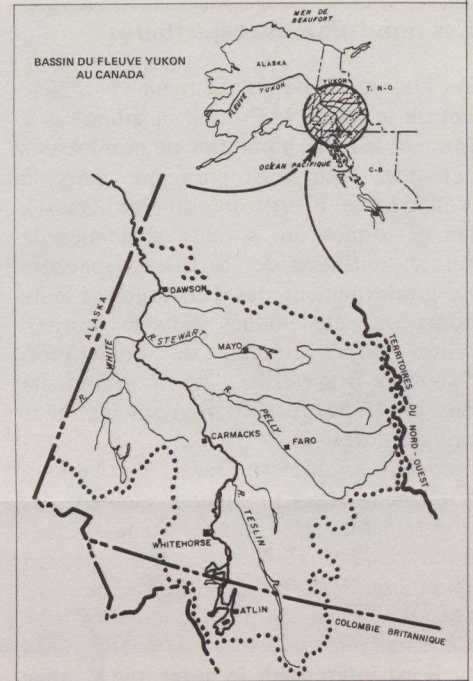 MER DE
BEAUFORT
BASSIN DU FLEUVE YUKON
AU CANADA
ALASKA
YUKON
T. N-O
FLEUVE YUKON
OCÉAN PACIFIQUE
C-B
DAWSON
ALASKA
R. STEWART
MAYO
R. WHITE
R. PELLY
TERRITOIRES DU NORD-OUEST
CARMACKS
FARO
R. TESLIN
WHITEHORSE
ATLIN
COLOMBIE BRITANNIQUE